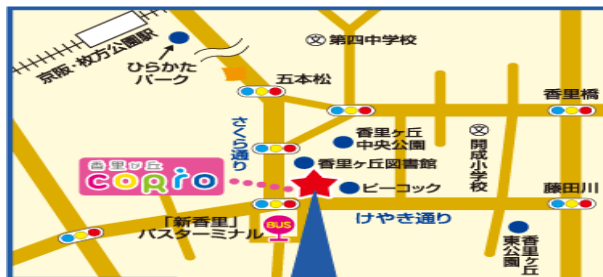 京阪・枚方公園駅
ひらかた
パーク
第四中学校
五本松
香里橋
さくら通り
香里ヶ丘
中央公園
開成小学校
香里ヶ丘図書館
香里ヶ丘
CORiO
ピーコック
藤田川
けやき通り
「新香里」
バスターミナル
BUS
香里ヶ丘
東公園